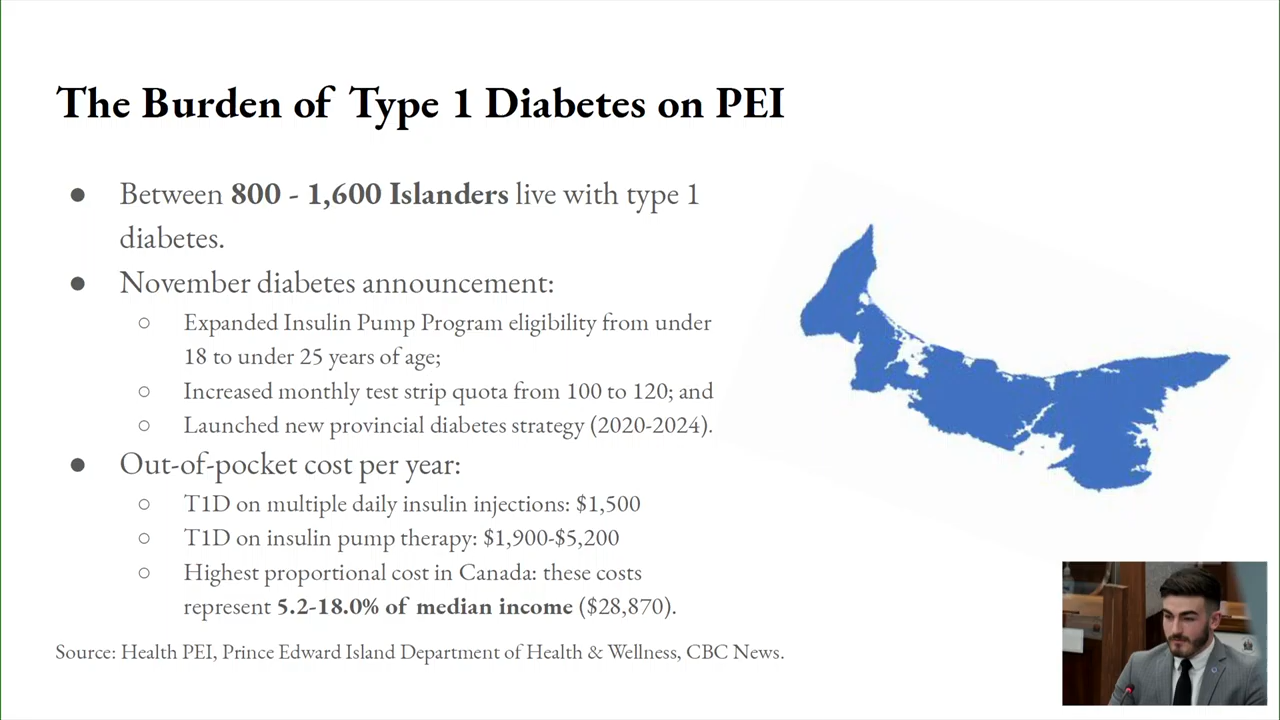 The Burden of Type 1 Diabetes on PEI
● Between 800 - 1,600 Islanders live with type 1
diabetes.
● November diabetes announcement:
○ Expanded Insulin Pump Program eligibility from under
18 to under 25 years of age;
○ Increased monthly test strip quota from 100 to 120; and
○ Launched new provincial diabetes strategy (2020-2024).
● Out-of-pocket cost per year:
○ T1D on multiple daily insulin injections: $1,500
○ T1D on insulin pump therapy: $1,900-$5,200
○ Highest proportional cost in Canada: these costs
represent 5.2-18.0% of median income ($28,870).
Source: Health PEI, Prince Edward Island Department of Health & Wellness, CBC News.